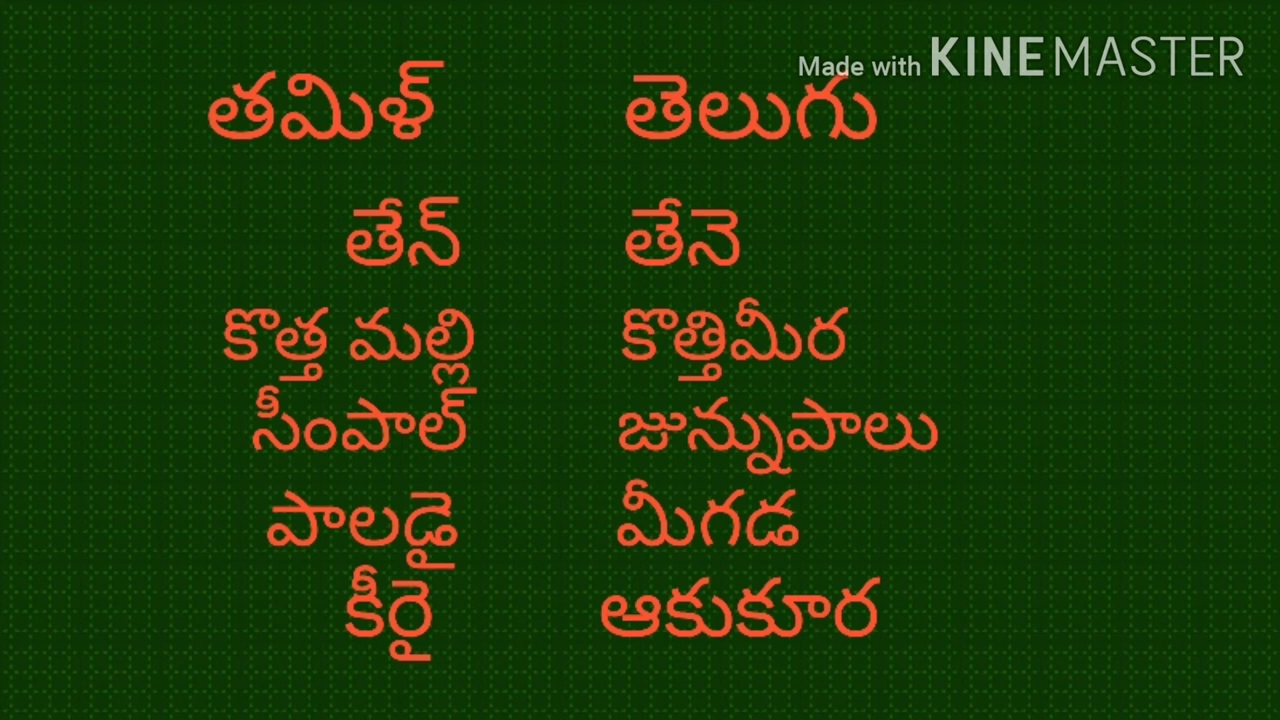 Made with KINEMASTER
తమిళ్ తెలుగు
తేన్ తేనె
కొత్త మల్లి కొత్తిమీర
సీంపాల్ జున్నుపాలు
పాలడై మీగడ
కీరై ఆకుకూర